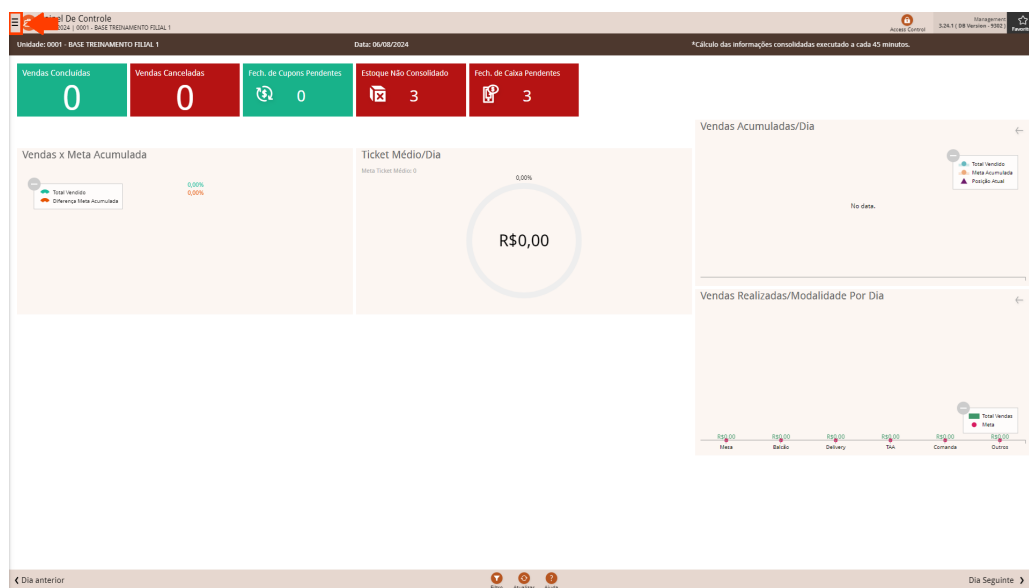 De Controle
2024 | 0001 - BASE TREINAMENTO FILIAL 1
Access Control
Management
3.24.1 | DB Version - 9302 |
Favorit
Unidade: 0001 - BASE TREINAMENTO FILIAL 1
Data: 06/08/2024
*Cálculo das informações consolidadas executado a cada 45 minutos.
Vendas Concluídas
0
Vendas Canceladas
0
Fech. de Cupons Pendentes
0
Estoque Não Consolidado
3
Fech. de Caixa Pendentes
3
Vendas x Meta Acumulada
Total Vendido
Diferença Meta Acumulada
0,00%
0,00%
Ticket Médio/Dia
Meta Ticket Médio: 0
0,00%
R$0,00
Vendas Acumuladas/Dia
Total Vendido
Meta Acumulada
Posição Atual
No data.
Vendas Realizadas/Modalidade Por Dia
Total Vendas
Meta
R$0,00 R$0,00 R$0,00 R$0,00 R$0,00 R$0,00
Mesa Balcão Delivery TAA Comanda Outros
Dia anterior
Filtro Atualizar Ajuda
Dia Seguinte